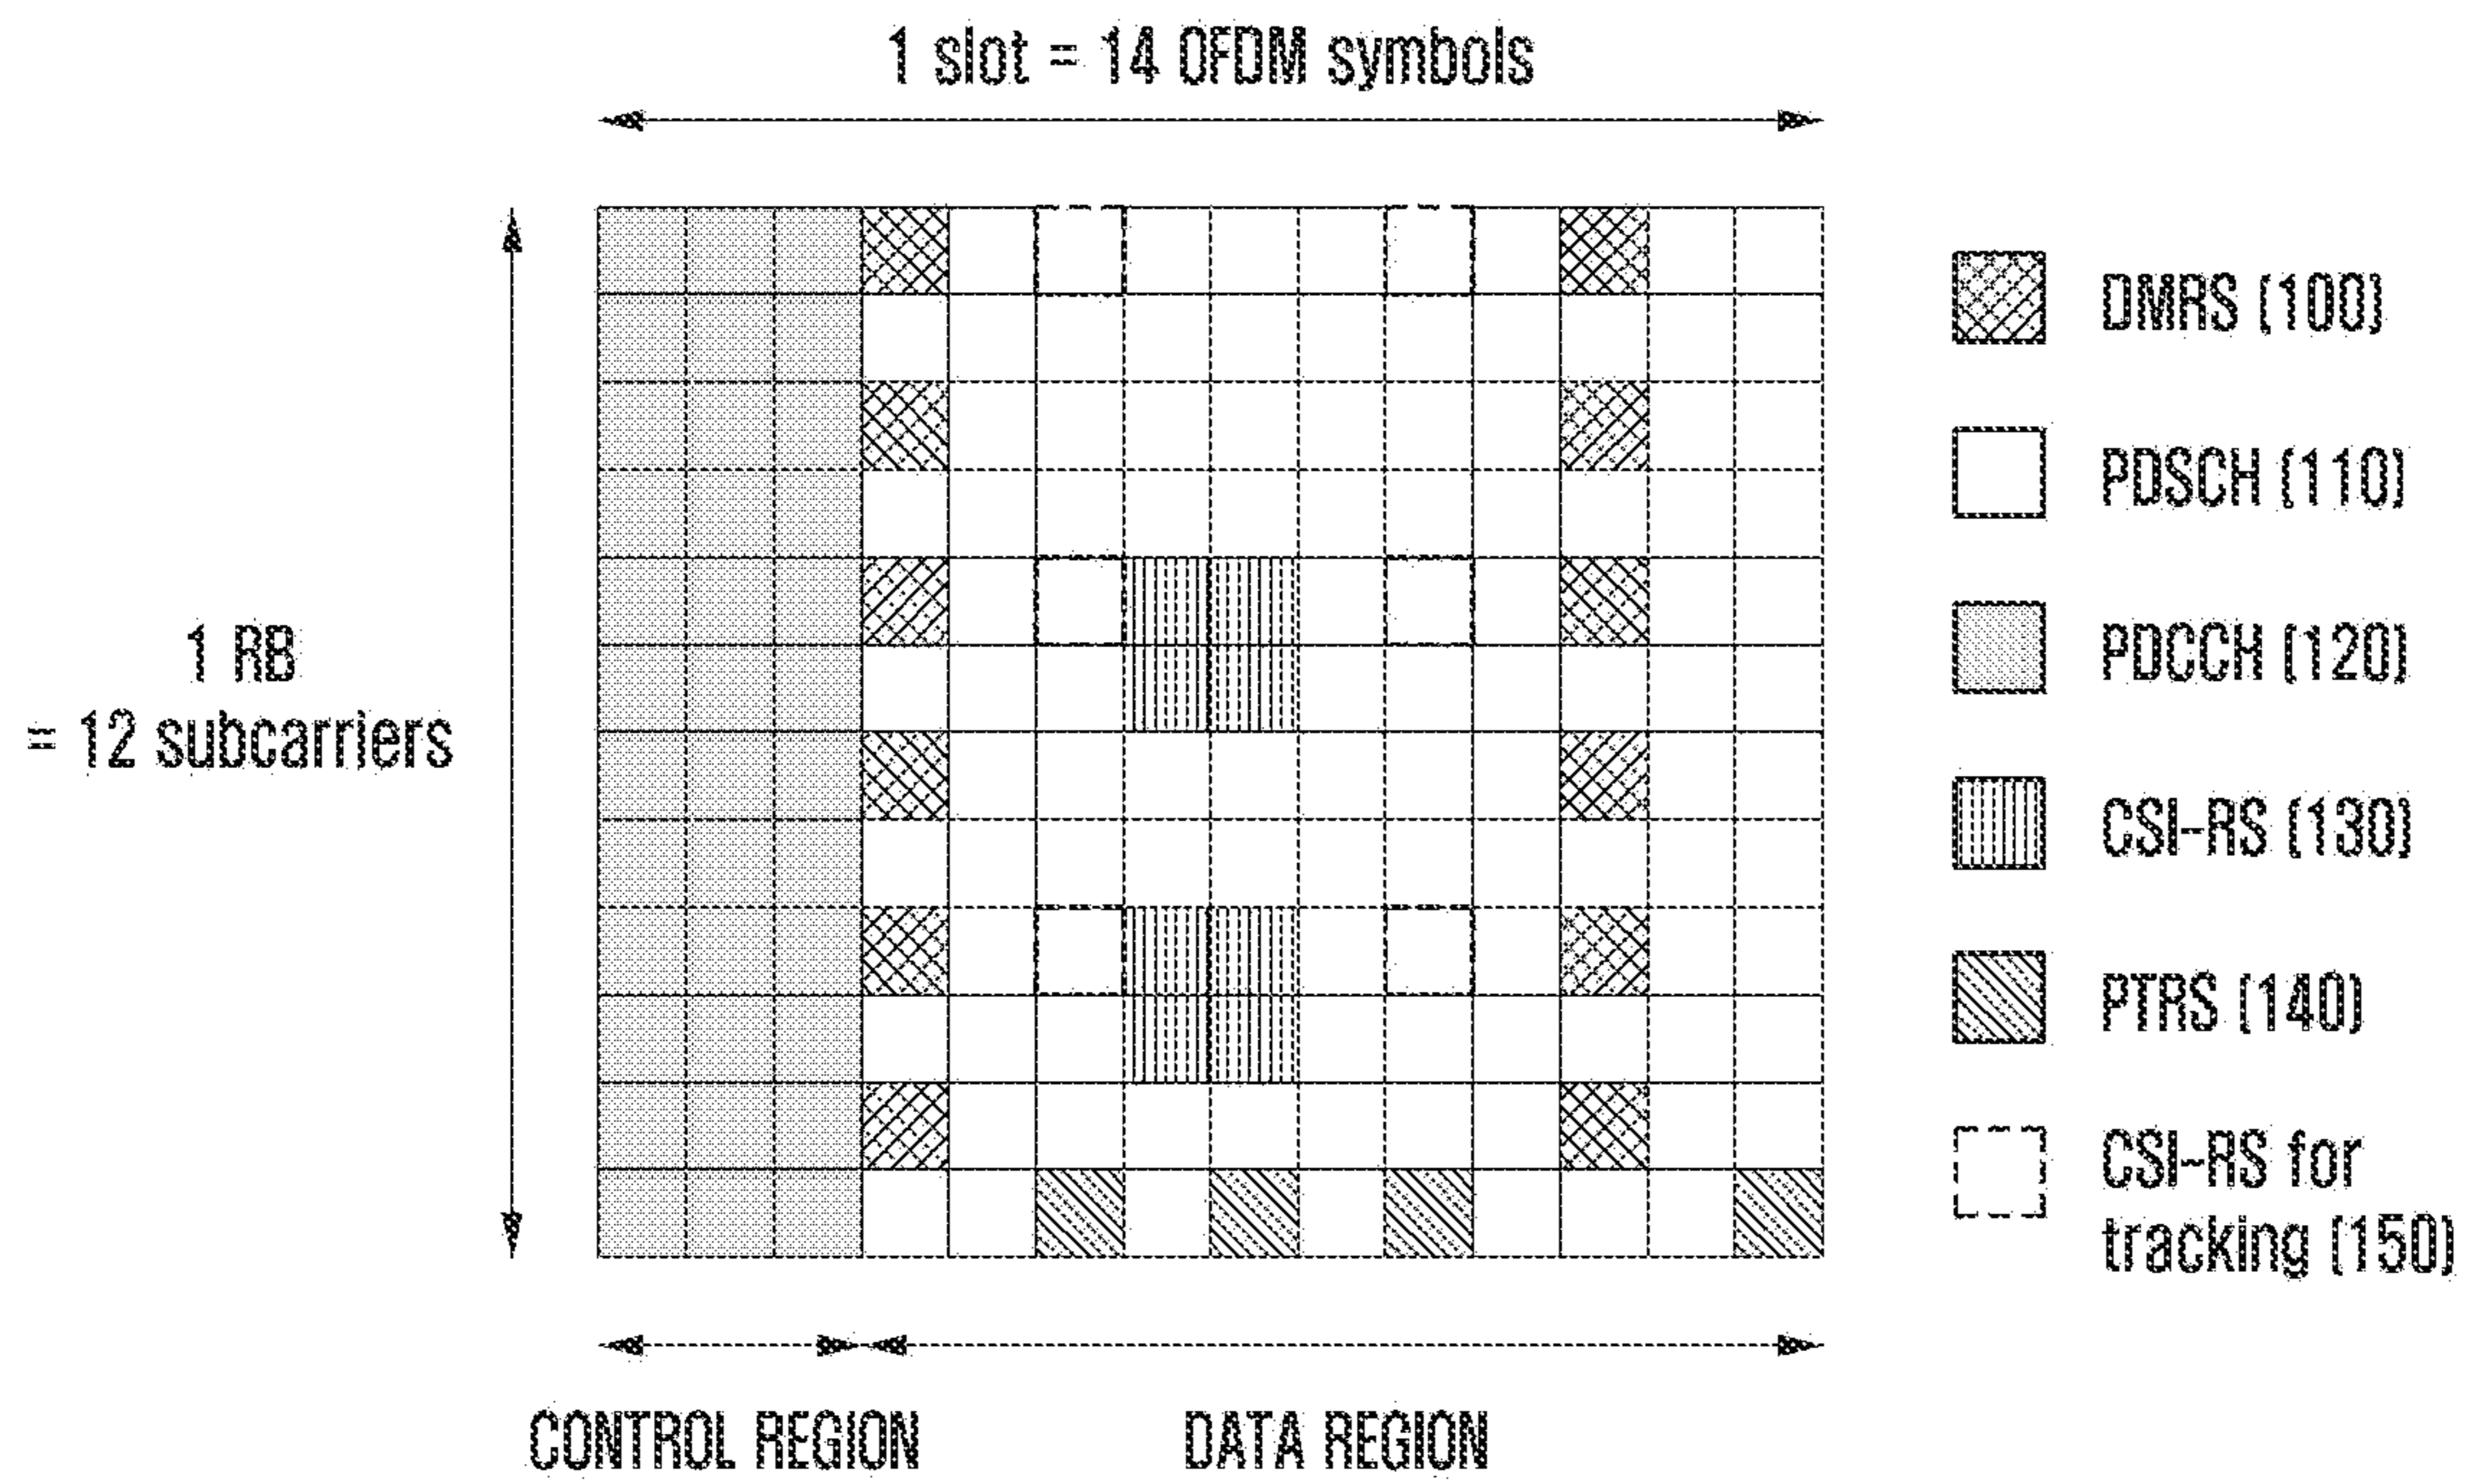 1 slot = 14 OFDM symbols
1 RB
= 12 subcarriers
DMRS (100)
PDSCH (110)
PDCCH (120)
CSI-RS (130)
PTRS (140)
CSI-RS for
tracking (150)
CONTROL REGION
DATA REGION